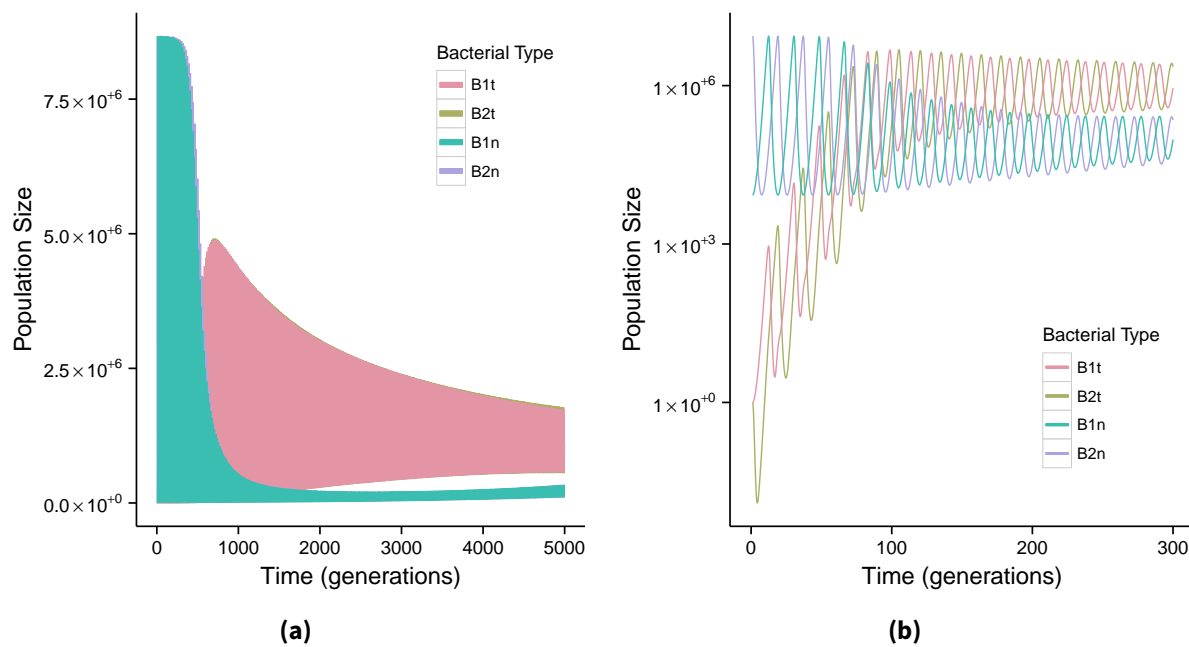 Bacterial Type
B1t
B2t
B1n
B2n
7.5×10⁺⁶
5.0×10⁺⁶
2.5×10⁺⁶
0.0×10⁺⁰
Population Size
0 1000 2000 3000 4000 5000
Time (generations)
(a)
1×10⁺⁶
1×10⁺³
1×10⁺⁰
Population Size
Bacterial Type
B1t
B2t
B1n
B2n
0 100 200 300
Time (generations)
(b)